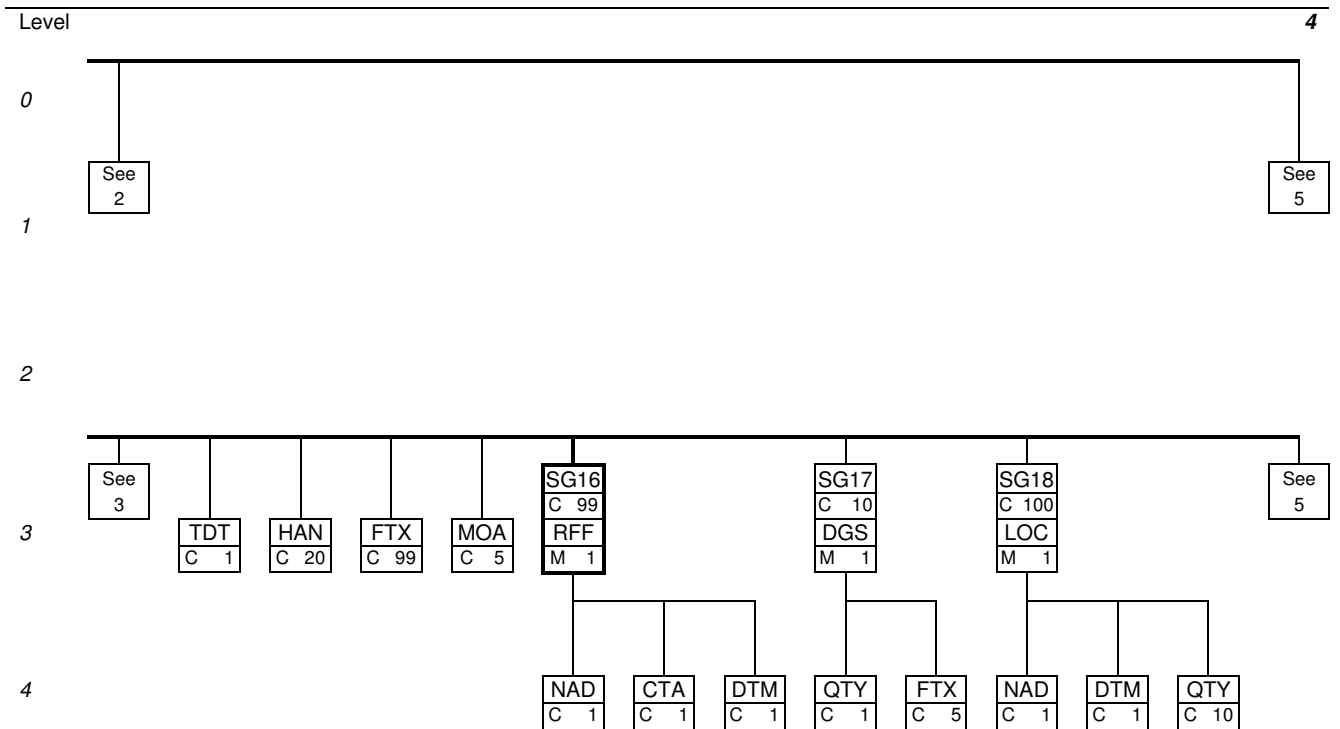 Level 4
0
See See
2 5
1
2
See SG16 SG17 SG18 See
3 C 99 C 10 C 100 5
3 TDT HAN FTX MOA RFF DGS LOC
C 1 C 20 C 99 C 5 M 1 M 1 M 1
4 NAD CTA DTM QTY FTX NAD DTM QTY
C 1 C 1 C 1 C 1 C 5 C 1 C 1 C 10